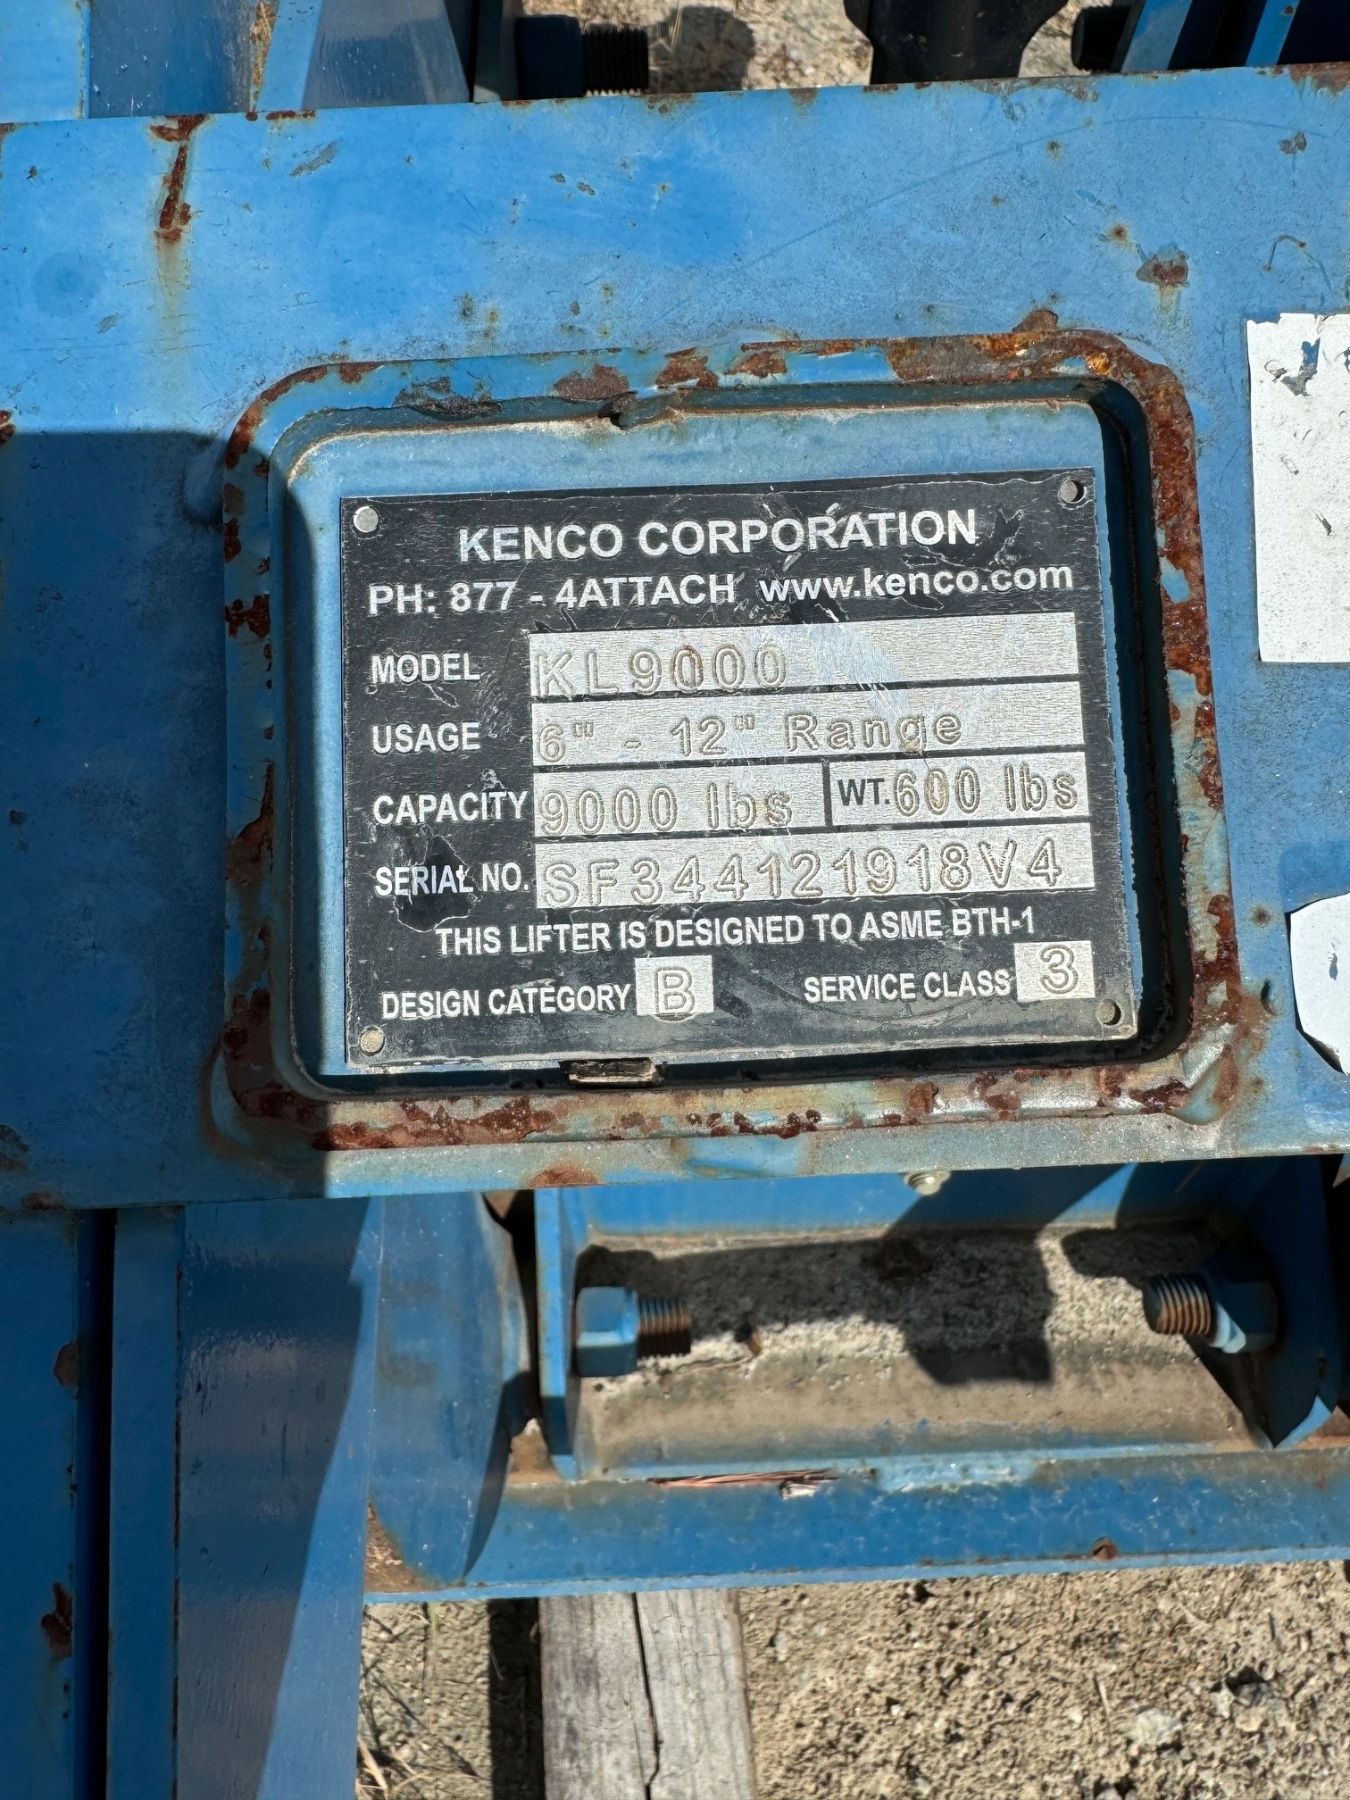 KENCO CORPORATION
PH: 877 - 4ATTACH www.kenco.com
MODEL KL9000
USAGE 6" - 12" Range
CAPACITY 9000 lbs WT. 600 lbs
SERIAL NO. SF344121918V4
THIS LIFTER IS DESIGNED TO ASME BTH-1
DESIGN CATEGORY B SERVICE CLASS 3